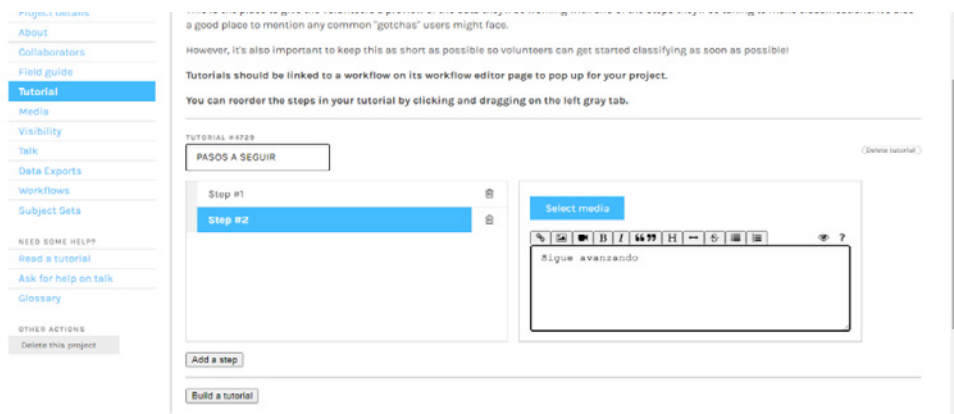 Project details
About
Collaborators
Field guide
Tutorial
Media
Visibility
Talk
Data Exports
Workflows
Subject Sets
NEED SOME HELP?
Read a tutorial
Ask for help on talk
Glossary
OTHER ACTIONS
Delete this project
a good place to mention any common "gotchas" users might face.
However, it's also important to keep this as short as possible so volunteers can get started classifying as soon as possible!
Tutorials should be linked to a workflow on its workflow editor page to pop up for your project.
You can reorder the steps in your tutorial by clicking and dragging on the left gray tab.
TUTORIAL #4729
PASOS A SEGUIR
(Delete tutorial)
Step #1
Step #2
Select media
B I H S ?
Sigue avanzando
Add a step
Build a tutorial